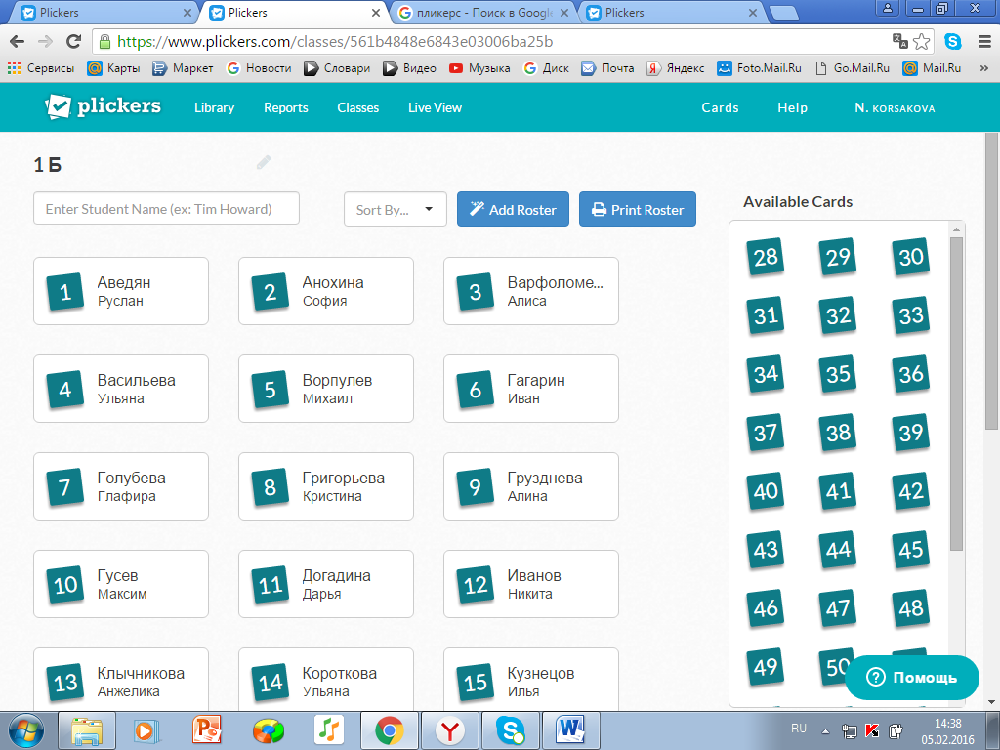 Plickers
Plickers
пликерс - Поиск в Google
Plickers
https://www.plickers.com/classes/561b4848e6843e03006ba25b
Сервисы Карты Маркет Новости Словари Видео Музыка Диск Почта Яндекс Foto.Mail.Ru Go.Mail.Ru Mail.Ru »
plickers Library Reports Classes Live View Cards Help N. KORSAKOVA
1 Б
Enter Student Name (ex: Tim Howard) Sort By... Add Roster Print Roster
Available Cards
1 Аведян
Руслан
2 Анохина
София
3 Варфоломе...
Алиса
4 Васильева
Ульяна
5 Ворпулев
Михаил
6 Гагарин
Иван
7 Голубева
Глафира
8 Григорьева
Кристина
9 Грузднева
Алина
10 Гусев
Максим
11 Догадина
Дарья
12 Иванов
Никита
13 Клычникова
Анжелика
14 Короткова
Ульяна
15 Кузнецов
Илья
28 29 30
31 32 33
34 35 36
37 38 39
40 41 42
43 44 45
46 47 48
49 50
Помощь
RU
14:38
05.02.2016